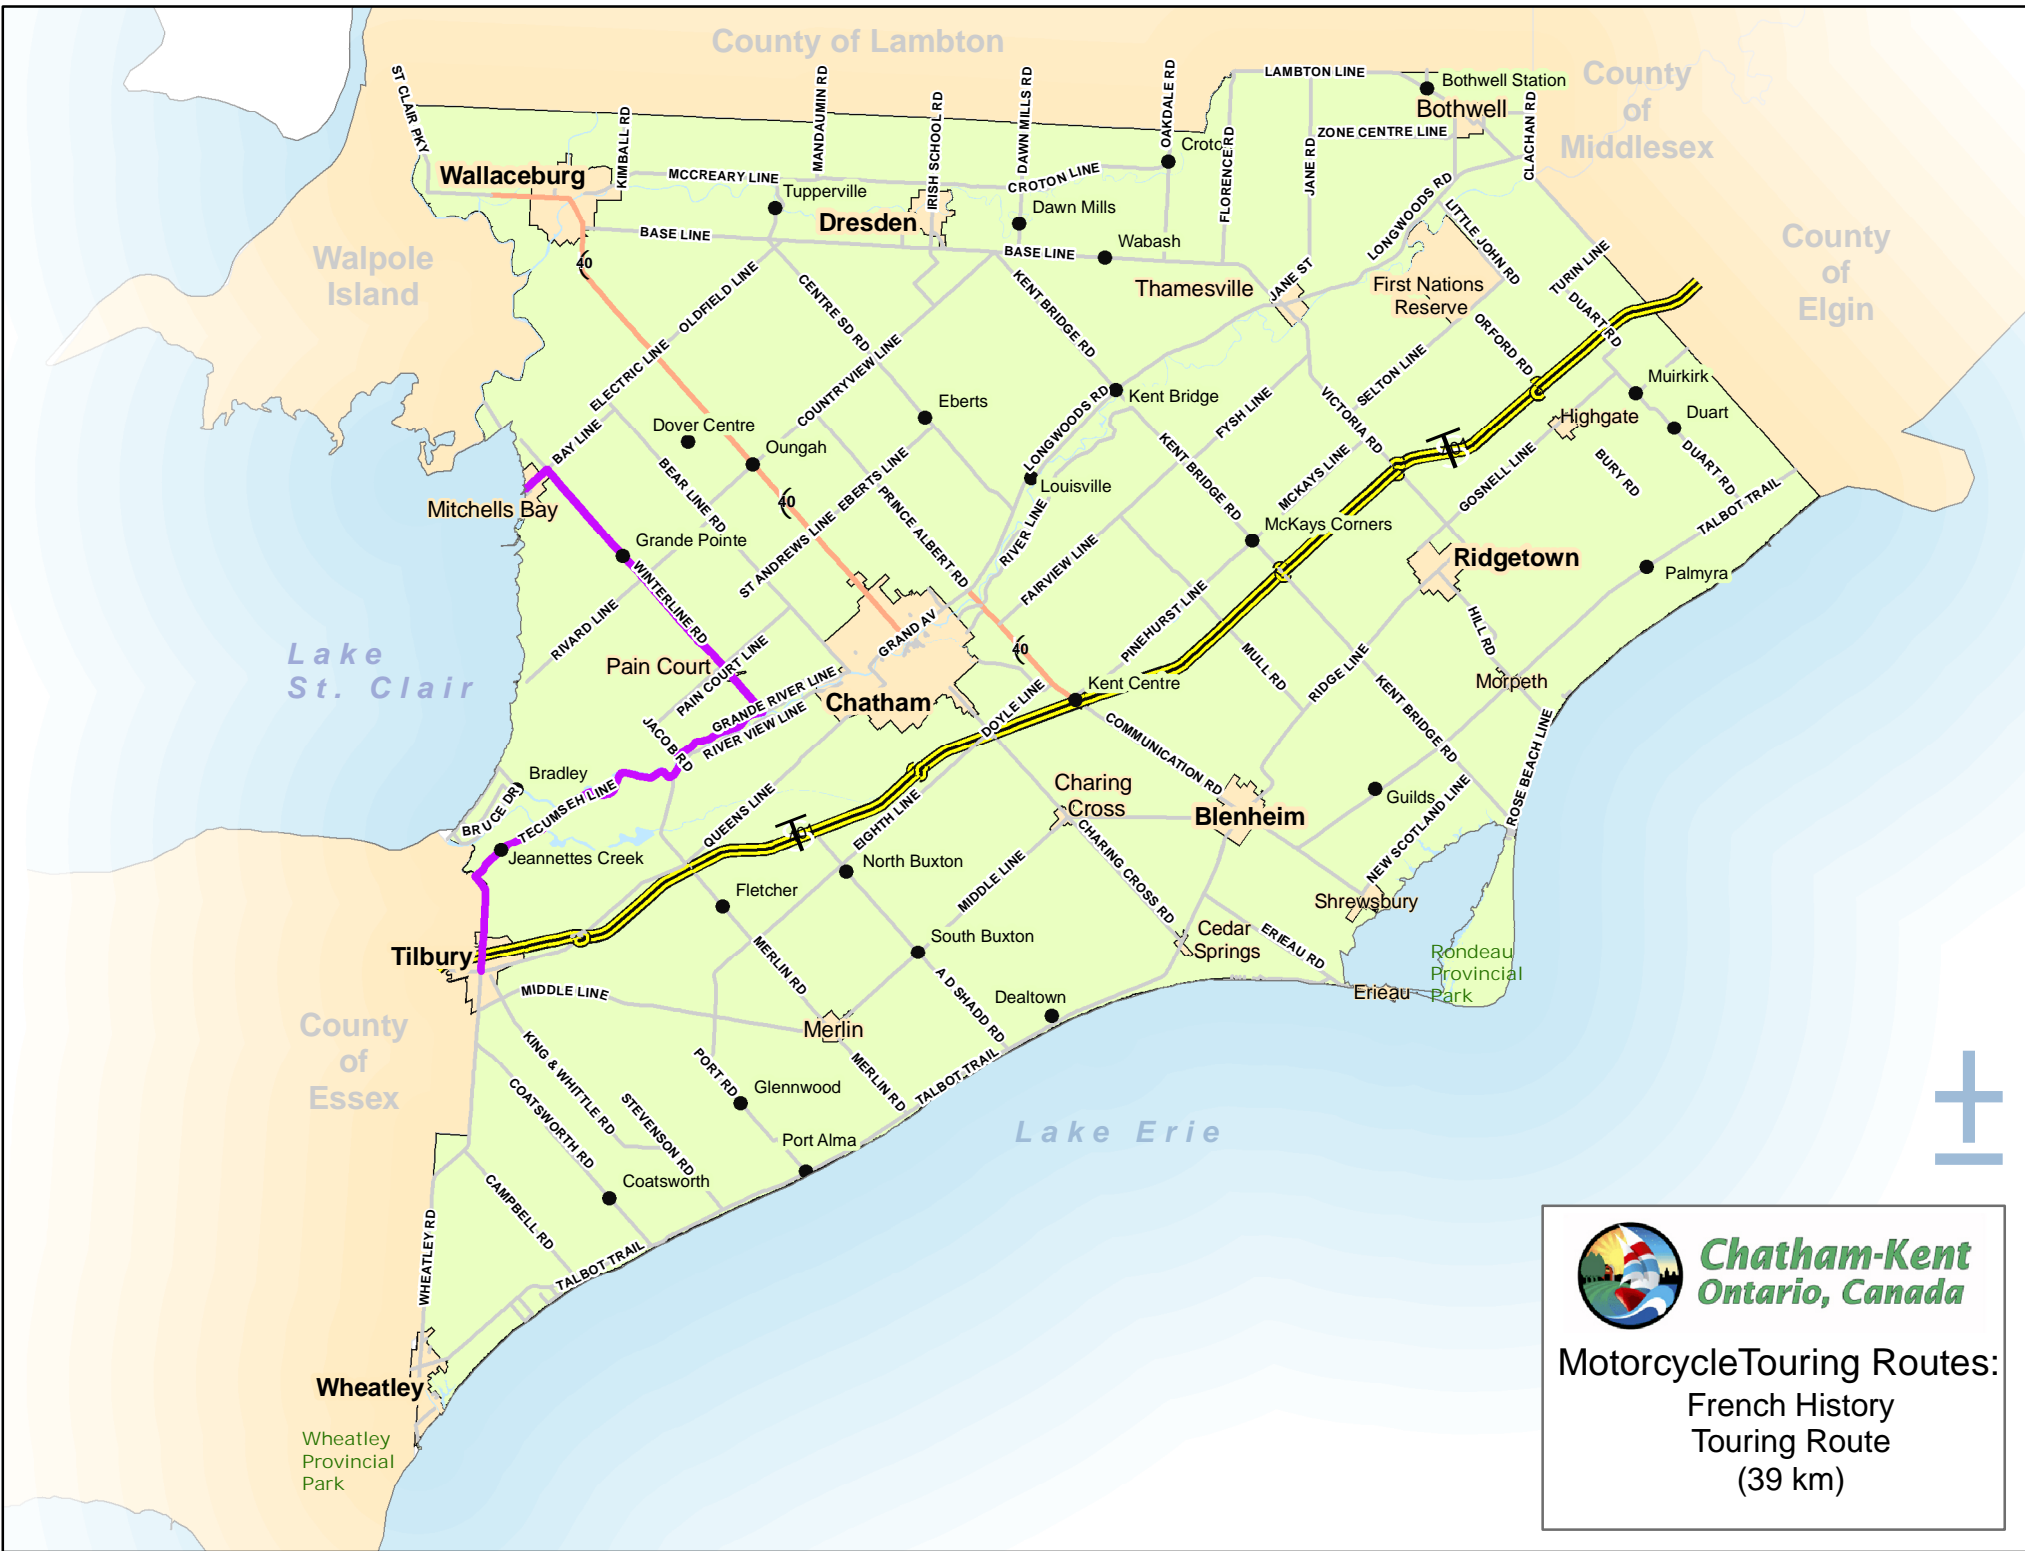 County of Lambton
County
of
Middlesex
County
of
Elgin
Walpole
Island
Lake
St. Clair
County
of
Essex
Lake Erie
ST CLAIR PKY
KIMBALL RD
MANDAUMIN RD
IRISH SCHOOL RD
DAWN MILLS RD
OAKDALE RD
FLORENCE RD
LAMBTON LINE
JANE RD
ZONE CENTRE LINE
CLACHAN RD
Bothwell Station
Bothwell
Wallaceburg
MCCREARY LINE
Tupperville
Dresden
CROTON LINE
Croto
Dawn Mills
Wabash
BASE LINE
BASE LINE
40
Thamesville
JANE ST
LONGWOODS RD
LITTLE JOHN RD
First Nations
Reserve
TURIN LINE
DUART RD
ORFORD RD
OLDFIELD LINE
ELECTRIC LINE
BAY LINE
CENTRE SD RD
COUNTRYVIEW LINE
KENT BRIDGE RD
Kent Bridge
Eberts
Dover Centre
Oungah
LONGWOODS RD
Louisville
FYSH LINE
VICTORIA RD
SELTON LINE
Muirkirk
Highgate
Duart
DUART RD
BURY RD
GOSNELL LINE
TALBOT TRAIL
Mitchells Bay
BEAR LINE RD
40
EBERTS LINE
ST ANDREWS LINE
PRINCE ALBERT RD
RIVER LINE
FAIRVIEW LINE
KENT BRIDGE RD
MCKAYS LINE
McKays Corners
Grande Pointe
WINTERLINE RD
RIVARD LINE
Ridgetown
Palmyra
HILL RD
Morpeth
Pain Court
PAIN COURT LINE
GRANDE RIVER LINE
RIVER VIEW LINE
GRAND AV
Chatham
40
PINEHURST LINE
MULL RD
RIDGE LINE
KENT BRIDGE RD
Kent Centre
DOYLE LINE
COMMUNICATION RD
JACOB RD
Bradley
BRUCE DR
TECUMSEH LINE
Jeannettes Creek
QUEENS LINE
EIGHTH LINE
Charing
Cross
Blenheim
Guilds
NEW SCOTLAND LINE
ROSE BEACH LINE
North Buxton
Fletcher
MIDDLE LINE
CHARING CROSS RD
Shrewsbury
Cedar
Springs
ERIEAU RD
Rondeau
Provincial
Park
Erieau
Tilbury
MIDDLE LINE
MERLIN RD
South Buxton
A D SHADD RD
Dealtown
Merlin
MERLIN RD
TALBOT TRAIL
KING & WHITTLE RD
COATSWORTH RD
STEVENSON RD
PORT RD
Glennwood
Port Alma
Coatsworth
CAMPBELL RD
WHEATLEY RD
TALBOT TRAIL
Wheatley
Wheatley
Provincial
Park
Chatham-Kent
Ontario, Canada
MotorcycleTouring Routes:
French History
Touring Route
(39 km)